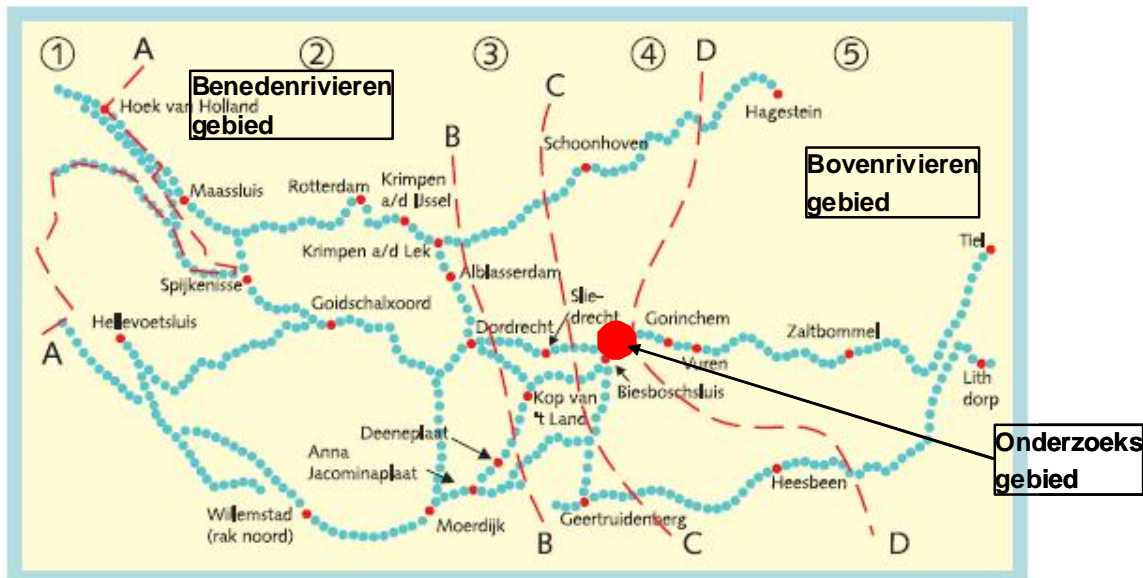 1
A
2
3
4
D
5
Benedenrivieren
gebied
C
Hoek van Holland
Hagestein
B
Schoonhoven
Bovenrivieren
gebied
Rotterdam
Krimpen
a/d IJssel
Maassluis
Tiel
Krimpen a/d Lek
Alblasserdam
Spijkenisse
Goidschalxoord
Slie-
drecht
Hellevoetsluis
Dordrecht
Gorinchem
Zaltbommel
A
Vuren
Lith
dorp
Biesboschsluis
Kop van
't Land
Deeneplaat
Anna
Jacominaplaat
Onderzoeks
gebied
Heesbeen
Willemstad
(rak noord)
Moerdijk
Geertruidenberg
B
C
D